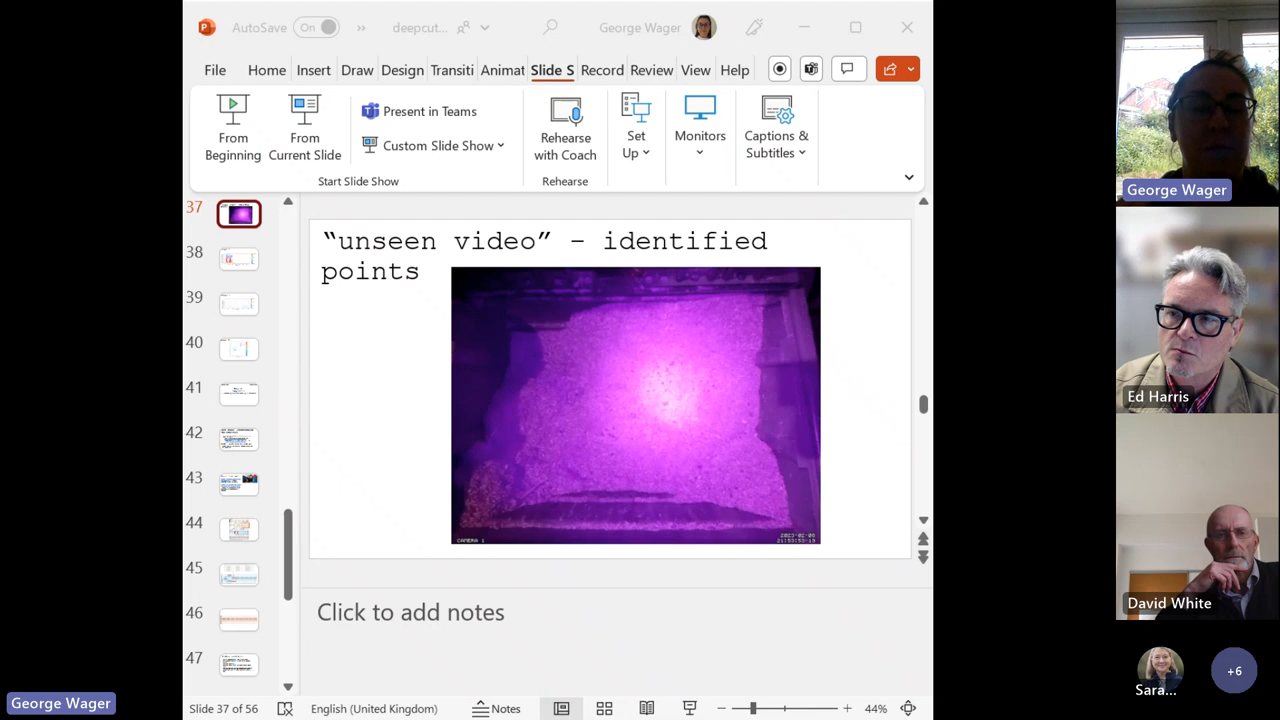 AutoSave
On
deepcut...
George Wager
File
Home
Insert
Draw
Design
Transiti
Animat
Slide S
Record
Review
View
Help
From
Beginning
From
Current Slide
Present in Teams
Custom Slide Show
Start Slide Show
Rehearse
with Coach
Rehearse
Set
Up
Monitors
Captions &
Subtitles
37
38
39
40
41
42
43
44
45
46
47
“unseen video” – identified
points
CAMERA 1
Click to add notes
Slide 37 of 56
English (United Kingdom)
Notes
44%
George Wager
George Wager
Ed Harris
David White
Sara...
+6